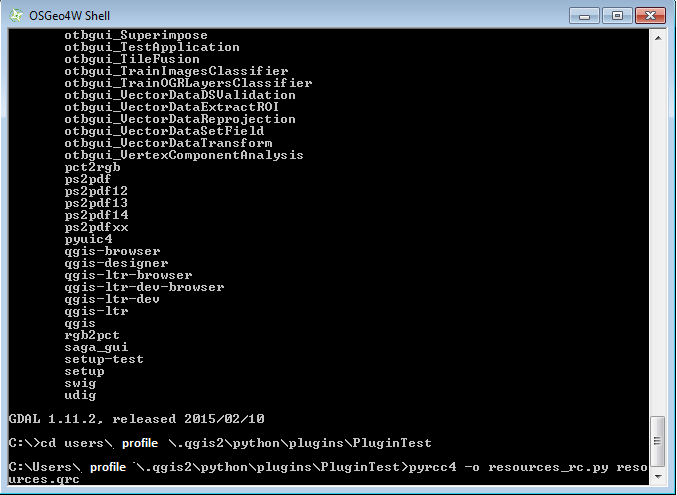 OSGeo4W Shell
otbgui_Superimpose
otbgui_TestApplication
otbgui_TileFusion
otbgui_TrainImagesClassifier
otbgui_TrainOGRLayersClassifier
otbgui_VectorDataDSValidation
otbgui_VectorDataExtractROI
otbgui_VectorDataReprojection
otbgui_VectorDataSetField
otbgui_VectorDataTransform
otbgui_VertexComponentAnalysis
pct2rgb
ps2pdf
ps2pdf12
ps2pdf13
ps2pdf14
ps2pdfxx
pyuic4
qgis-browser
qgis-designer
qgis-ltr-browser
qgis-ltr-dev-browser
qgis-ltr-dev
qgis-ltr
qgis
rgb2pct
saga_gui
setup-test
setup
swig
udig
GDAL 1.11.2, released 2015/02/10
C:\>cd users\ profile \.qgis2\python\plugins\PluginTest
C:\Users\ profile \.qgis2\python\plugins\PluginTest>pyrcc4 -o resources_rc.py reso
urces.qrc